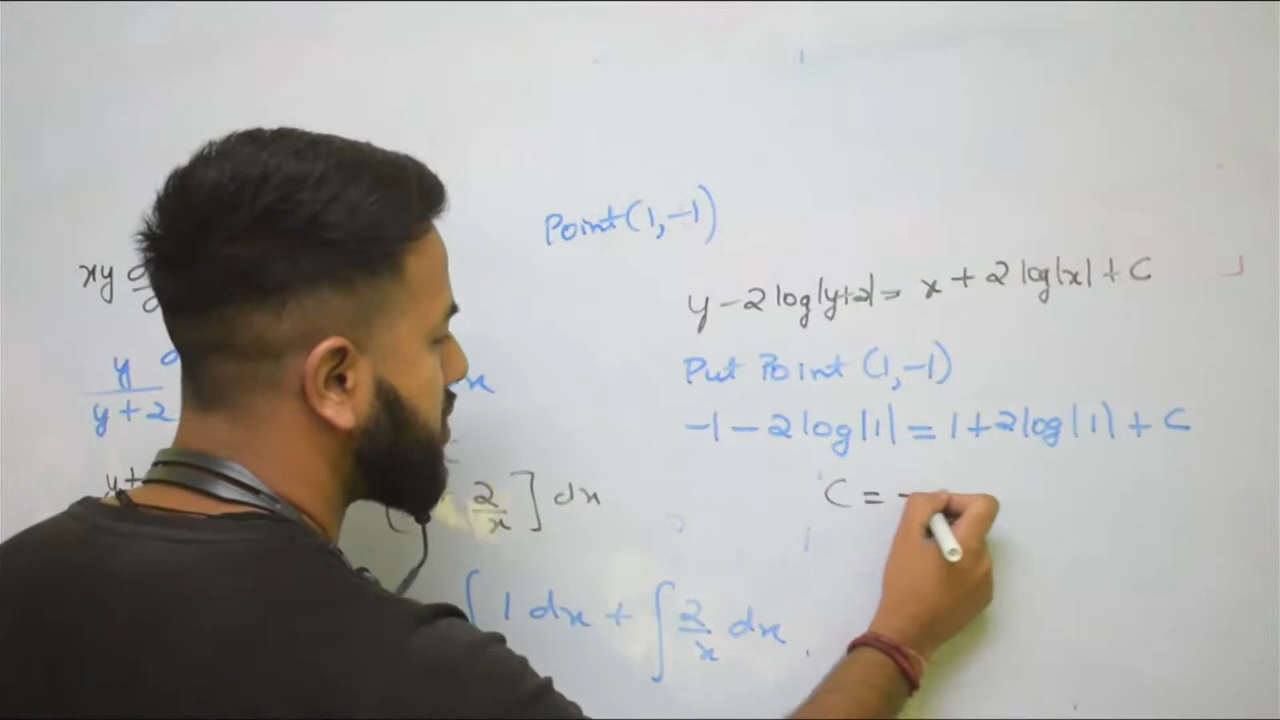 Point (1, -1)
xy d
y - 2 log|y+2| = x + 2 log|x| + C
Put Point (1, -1)
y
y + 2
x
-1 - 2 log|1| = 1 + 2 log|1| + C
y+
2/x ] dx
C = -
∫ 1 dx + ∫ 2/x dx